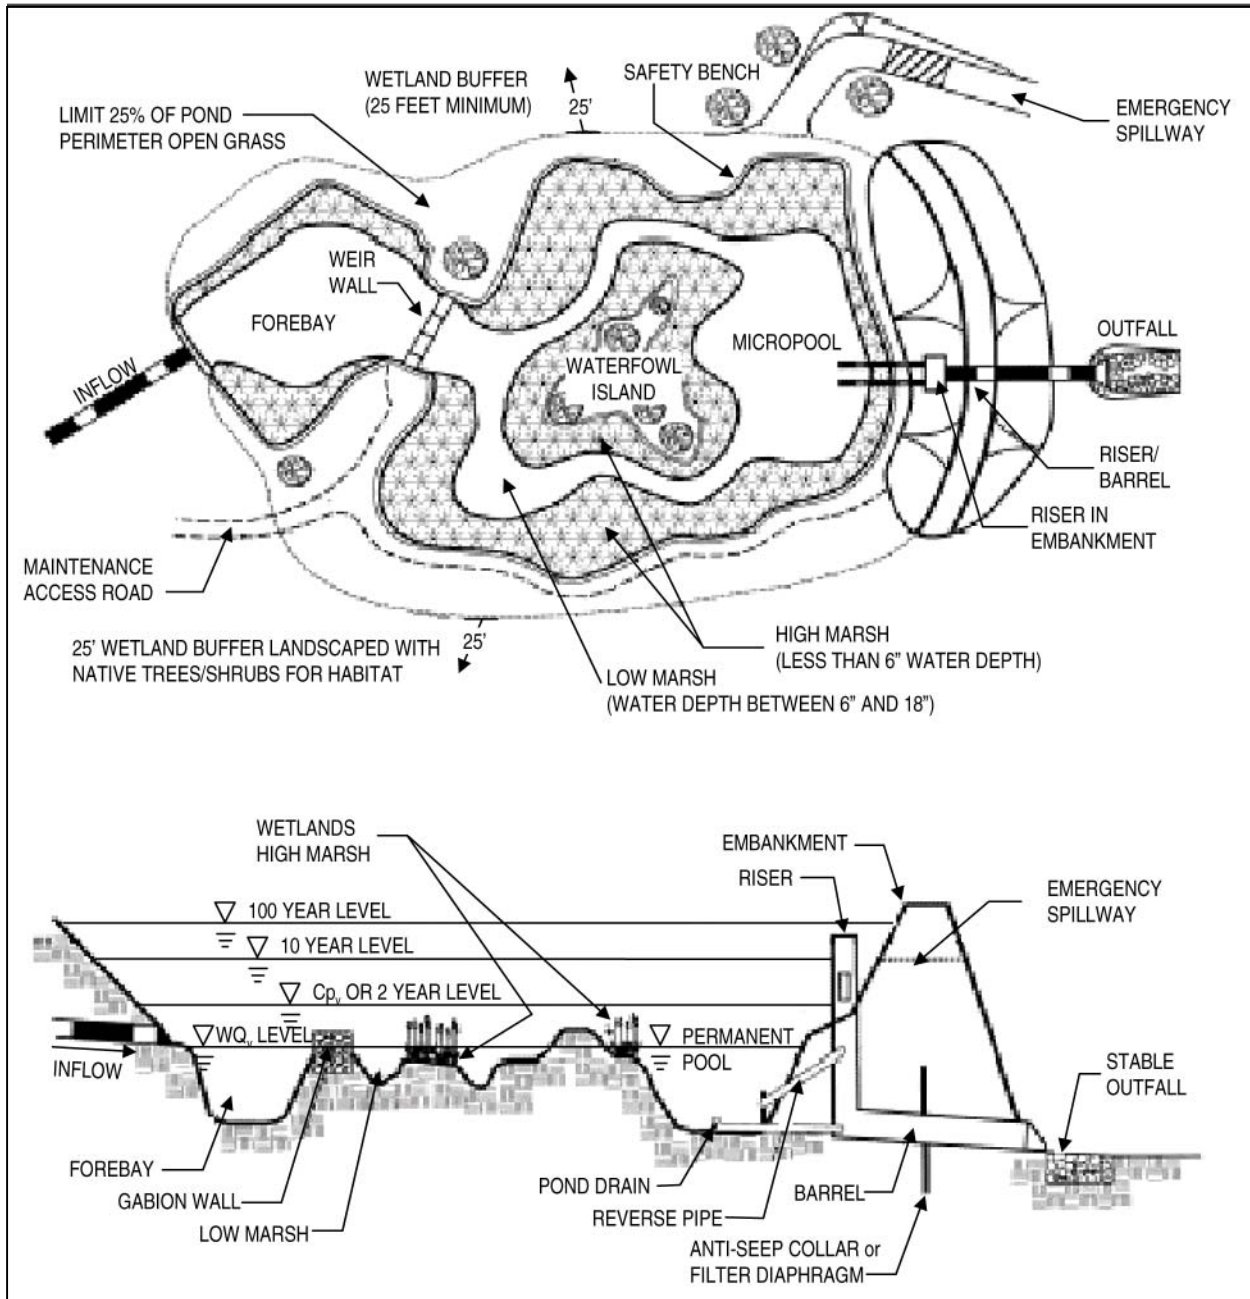 WETLAND BUFFER
(25 FEET MINIMUM)
25'
SAFETY BENCH
LIMIT 25% OF POND
PERIMETER OPEN GRASS
EMERGENCY
SPILLWAY
WEIR
WALL
FOREBAY
INFLOW
WATERFOWL
ISLAND
MICROPOOL
OUTFALL
RISER/
BARREL
RISER IN
EMBANKMENT
MAINTENANCE
ACCESS ROAD
25' WETLAND BUFFER LANDSCAPED WITH
NATIVE TREES/SHRUBS FOR HABITAT
25'
HIGH MARSH
(LESS THAN 6” WATER DEPTH)
LOW MARSH
(WATER DEPTH BETWEEN 6” AND 18”)
WETLANDS
HIGH MARSH
EMBANKMENT
RISER
EMERGENCY
SPILLWAY
100 YEAR LEVEL
10 YEAR LEVEL
Cpv OR 2 YEAR LEVEL
WQv LEVEL
PERMANENT
POOL
INFLOW
STABLE
OUTFALL
FOREBAY
GABION WALL
LOW MARSH
POND DRAIN
REVERSE PIPE
BARREL
ANTI-SEEP COLLAR or
FILTER DIAPHRAGM